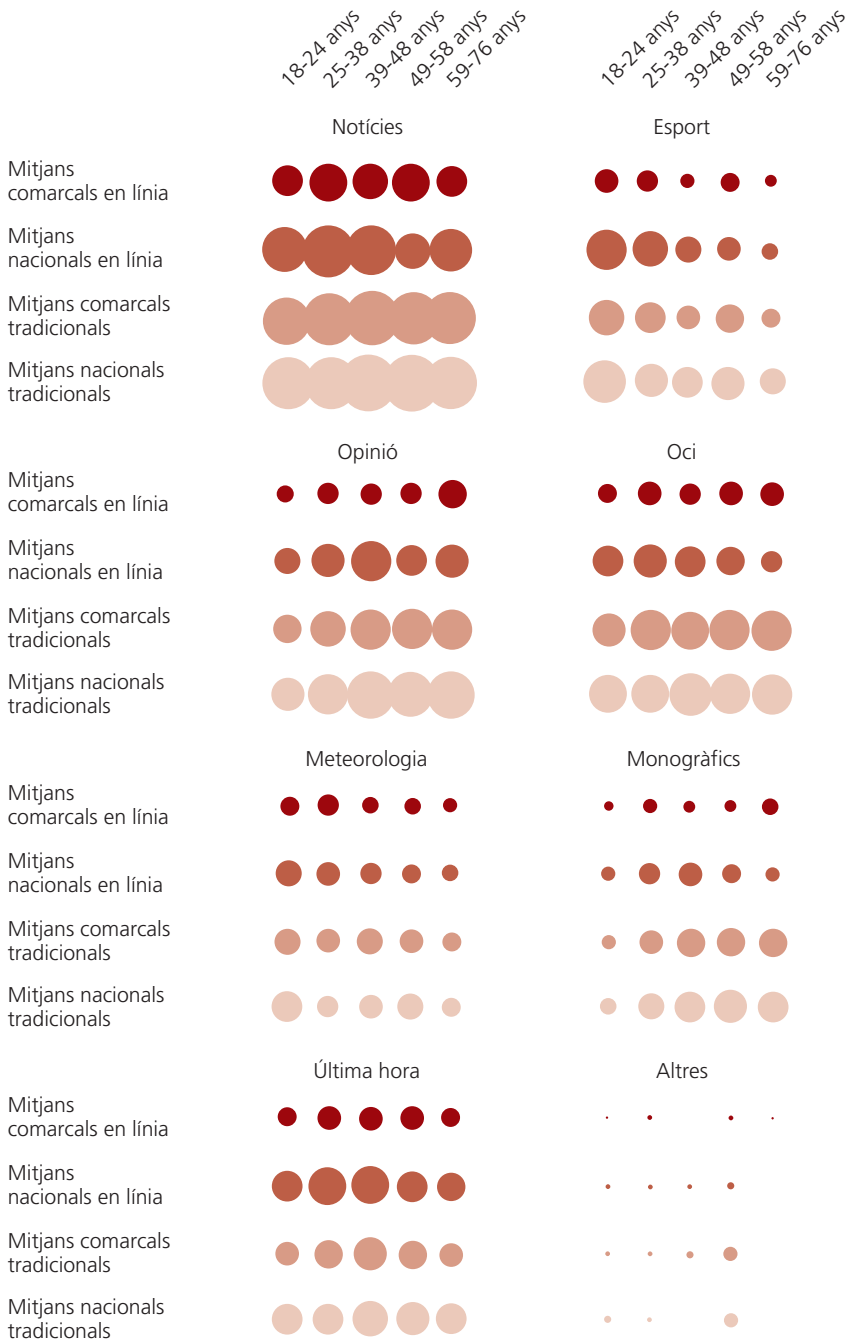 18-24 anys
25-38 anys
39-48 anys
49-58 anys
59-76 anys
18-24 anys
25-38 anys
39-48 anys
49-58 anys
59-76 anys
Notícies
Esport
Mitjans
comarcals en línia
Mitjans
nacionals en línia
Mitjans comarcals
tradicionals
Mitjans nacionals
tradicionals
Opinió
Oci
Mitjans
comarcals en línia
Mitjans
nacionals en línia
Mitjans comarcals
tradicionals
Mitjans nacionals
tradicionals
Meteorologia
Monogràfics
Mitjans
comarcals en línia
Mitjans
nacionals en línia
Mitjans comarcals
tradicionals
Mitjans nacionals
tradicionals
Última hora
Altres
Mitjans
comarcals en línia
Mitjans
nacionals en línia
Mitjans comarcals
tradicionals
Mitjans nacionals
tradicionals